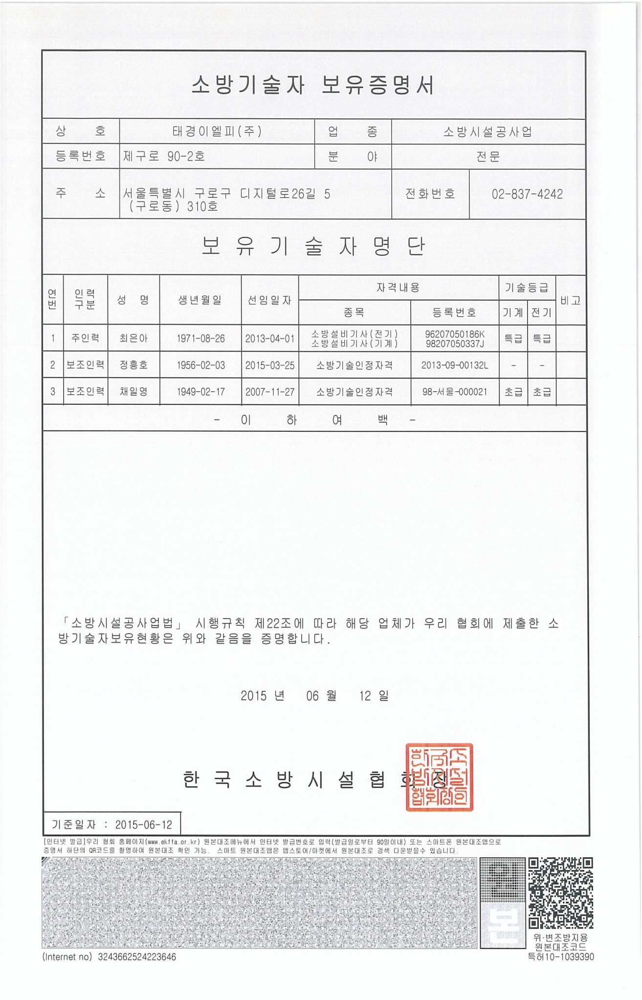 소방기술자 보유증명서
상 호 태경이엘피(주) 업 종 소방시설공사업
등록번호 제구로 90-2호 분 야 전문
주 소 서울특별시 구로구 디지털로26길 5 전화번호 02-837-4242
(구로동) 310호
보 유 기 술 자 명 단
연번 인력구분 성 명 생년월일 선임일자 자격내용 기술등급 비고
종목 등록번호 기계 전기
1 주인력 최은아 1971-08-26 2013-04-01 소방설비기사(전기) 96207050186K 특급 특급
소방설비기사(기계) 98207050337J
2 보조인력 정흥호 1956-02-03 2015-03-25 소방기술인정자격 2013-09-00132L - -
3 보조인력 채일영 1949-02-17 2007-11-27 소방기술인정자격 98-서울-000021 초급 초급
- 이 하 여 백 -
「소방시설공사업법」 시행규칙 제22조에 따라 해당 업체가 우리 협회에 제출한 소
방기술자보유현황은 위와 같음을 증명합니다.
2015 년 06 월 12 일
한 국 소 방 시 설 협 회 장
기준일자 : 2015-06-12
[인터넷 발급]우리 협회 홈페이지(www.ekffa.or.kr) 원본대조메뉴에서 인터넷 발급번호로 입력(발급일로부터 90일이내) 또는 스마트폰 원본대조앱으로
증명서 하단의 QR코드를 촬영하여 원본대조 확인 가능. 스마트 원본대조앱은 앱스토어/마켓에서 원본대조로 검색 다운받을수 있습니다.
위·변조방지용
원본대조코드
(Internet no) 3243662524223646 특허10-1039390